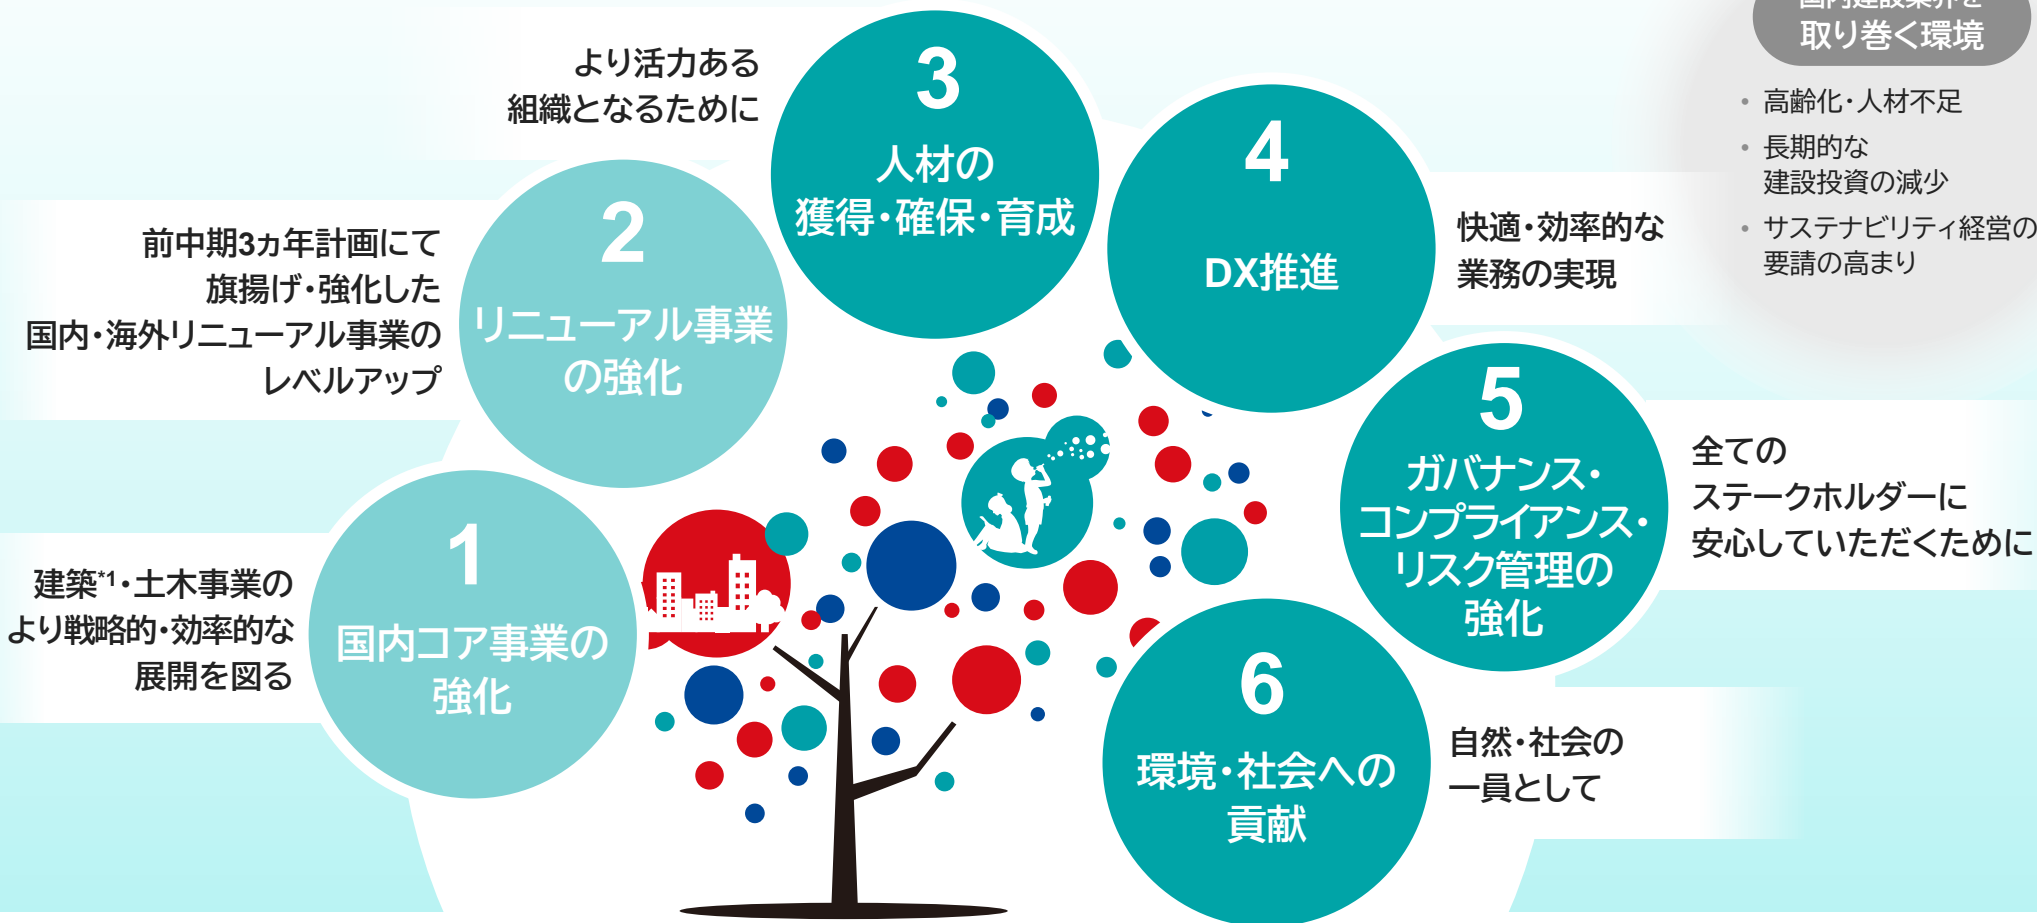 1
国内コア事業の
強化
建築*1・土木事業の
より戦略的・効率的な
展開を図る
2
リニューアル事業
の強化
前中期3ヵ年計画にて
旗揚げ・強化した
国内・海外リニューアル事業の
レベルアップ
3
人材の
獲得・確保・育成
より活力ある
組織となるために
4
DX推進
快適・効率的な
業務の実現
5
ガバナンス・
コンプライアンス・
リスク管理の
強化
全ての
ステークホルダーに
安心していただくために
6
環境・社会への
貢献
自然・社会の
一員として
国内建設業界を
取り巻く環境
・高齢化・人材不足
・長期的な
建設投資の減少
・サステナビリティ経営の
要請の高まり